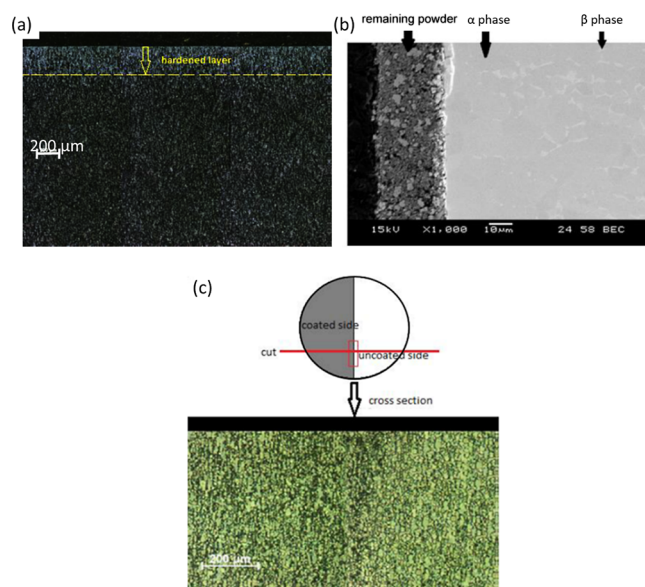 (a)
hardened layer
200 µm
(b)
remaining powder
α phase
β phase
15kV X1,000 10µm 24 58 BEC
(c)
coated side
cut
uncoated side
cross section
200 µm